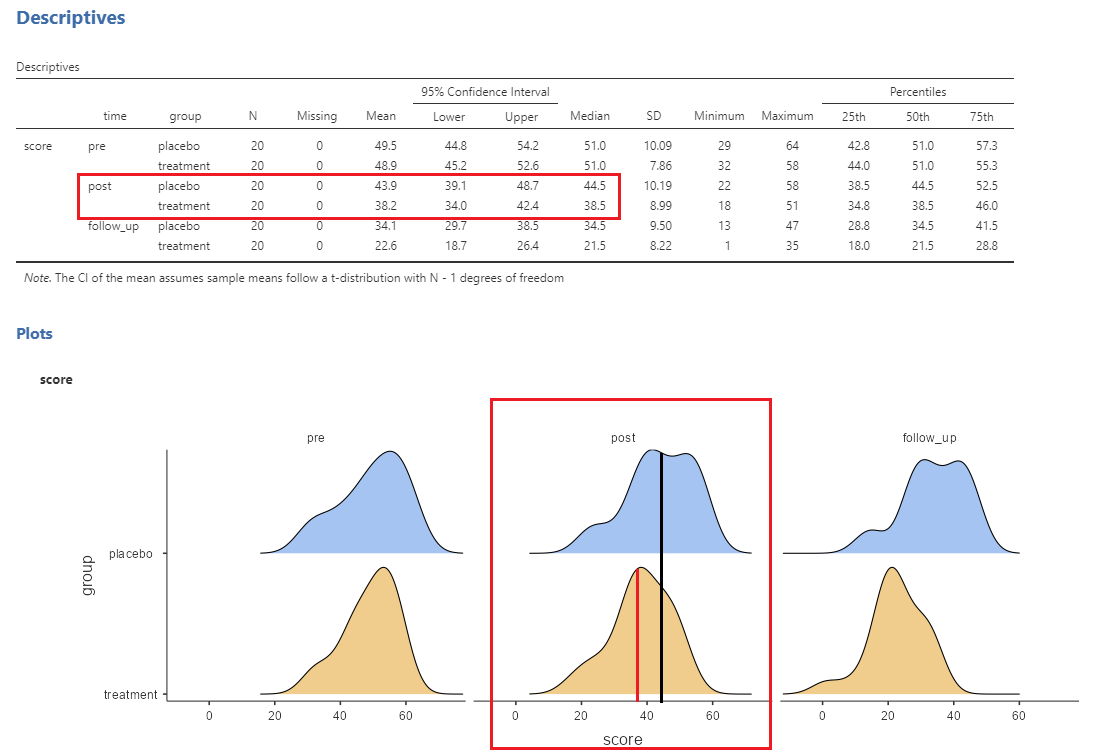 Descriptives
Descriptives
95% Confidence Interval Percentiles
time group N Missing Mean Lower Upper Median SD Minimum Maximum 25th 50th 75th
score pre placebo 20 0 49.5 44.8 54.2 51.0 10.09 29 64 42.8 51.0 57.3
treatment 20 0 48.9 45.2 52.6 51.0 7.86 32 58 44.0 51.0 55.3
post placebo 20 0 43.9 39.1 48.7 44.5 10.19 22 58 38.5 44.5 52.5
treatment 20 0 38.2 34.0 42.4 38.5 8.99 18 51 34.8 38.5 46.0
follow_up placebo 20 0 34.1 29.7 38.5 34.5 9.50 13 47 28.8 34.5 41.5
treatment 20 0 22.6 18.7 26.4 21.5 8.22 1 35 18.0 21.5 28.8
Note. The CI of the mean assumes sample means follow a t-distribution with N - 1 degrees of freedom
Plots
score
pre post follow_up
placebo
group
treatment
0 20 40 60 0 20 40 60 0 20 40 60
score